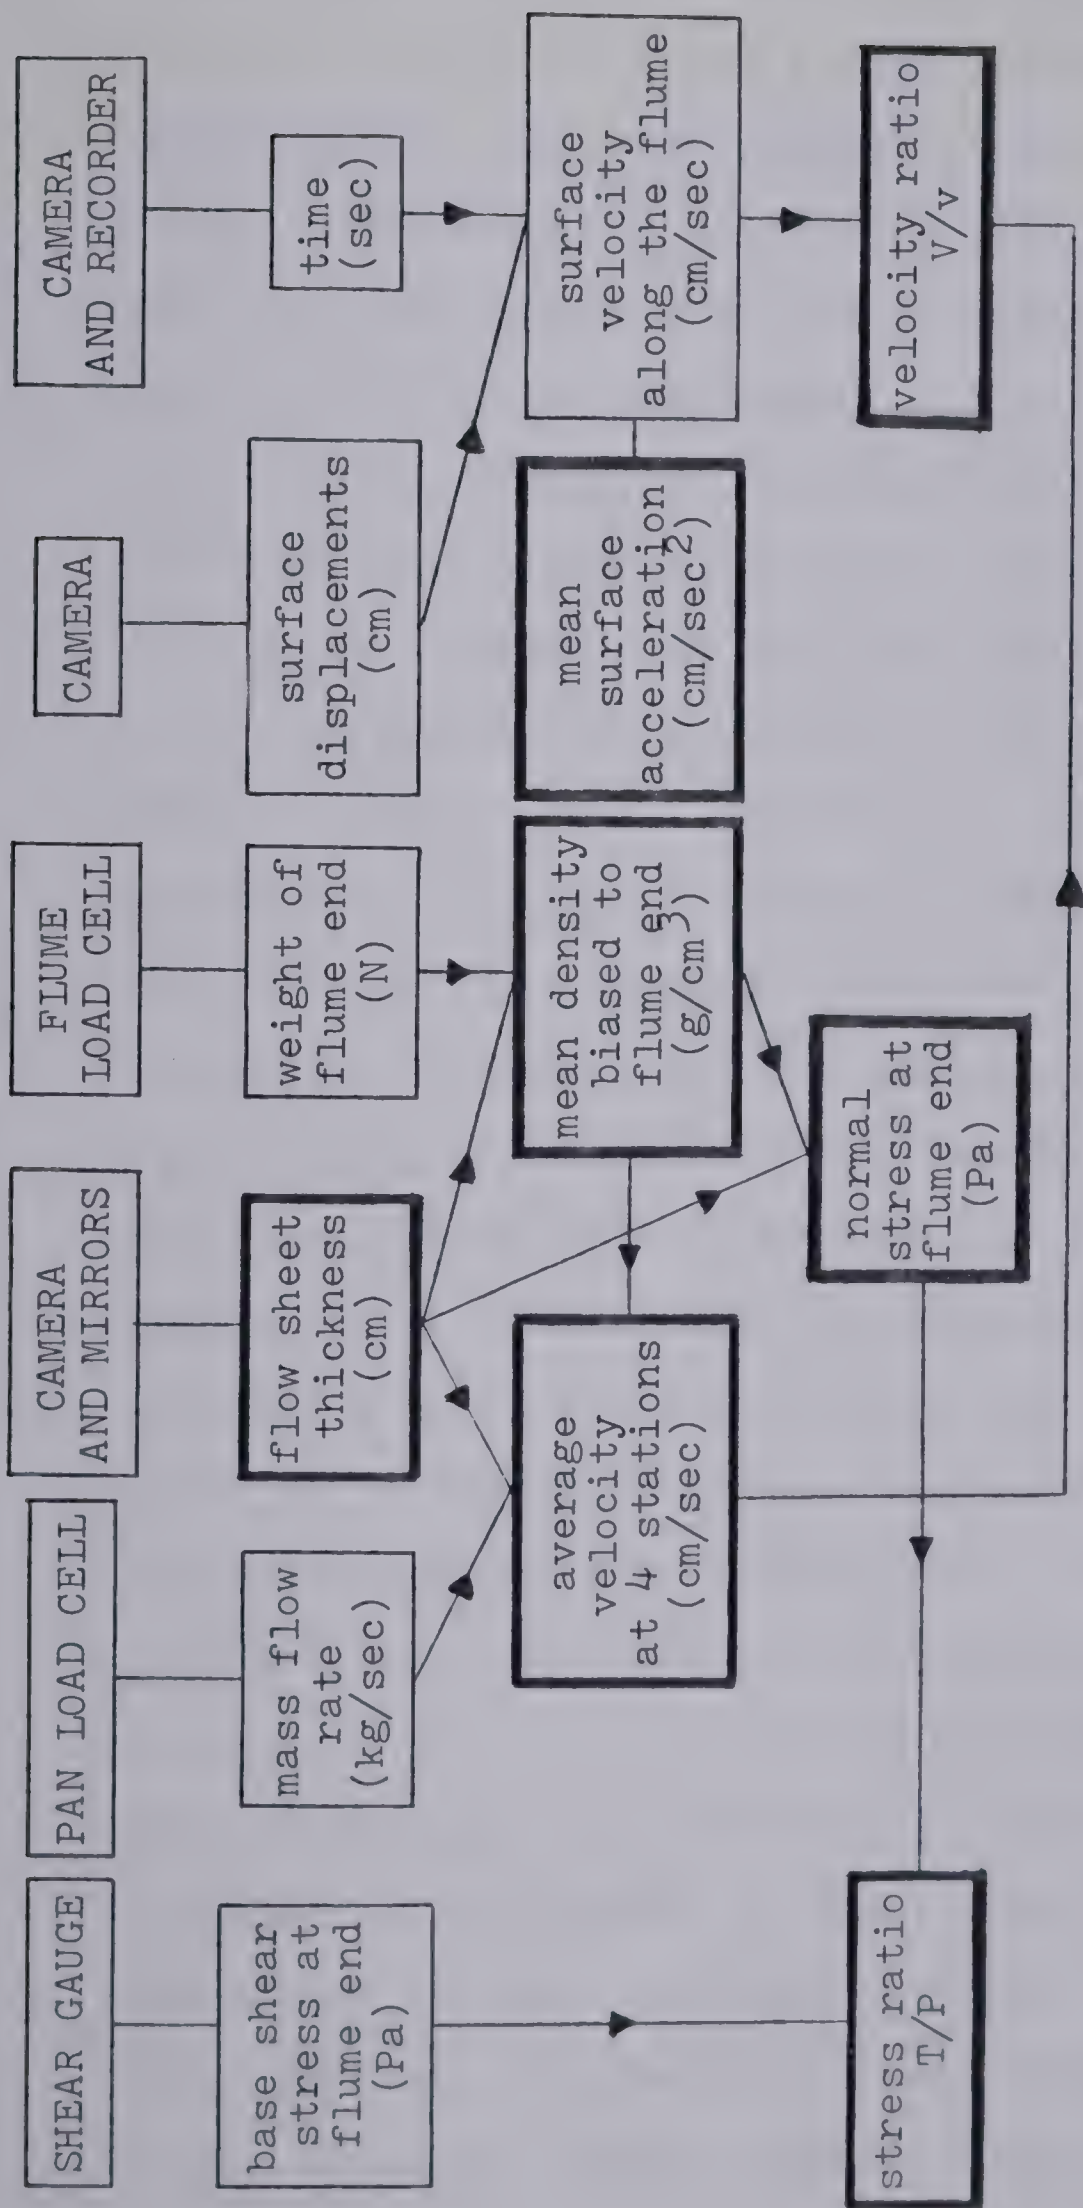 SHEAR GAUGE
PAN LOAD CELL
CAMERA
AND MIRRORS
FLUME
LOAD CELL
CAMERA
CAMERA
AND RECORDER
base shear
stress at
flume end
(Pa)
mass flow
rate
(kg/sec)
flow sheet
thickness
(cm)
weight of
flume end
(N)
surface
displacements
(cm)
time
(sec)
average
velocity
at 4 stations
(cm/sec)
mean density
biased to
flume end
(g/cm³)
mean
surface
acceleration
(cm/sec²)
surface
velocity
along the flume
(cm/sec)
normal
stress at
flume end
(Pa)
stress ratio
T/P
velocity ratio
V/v